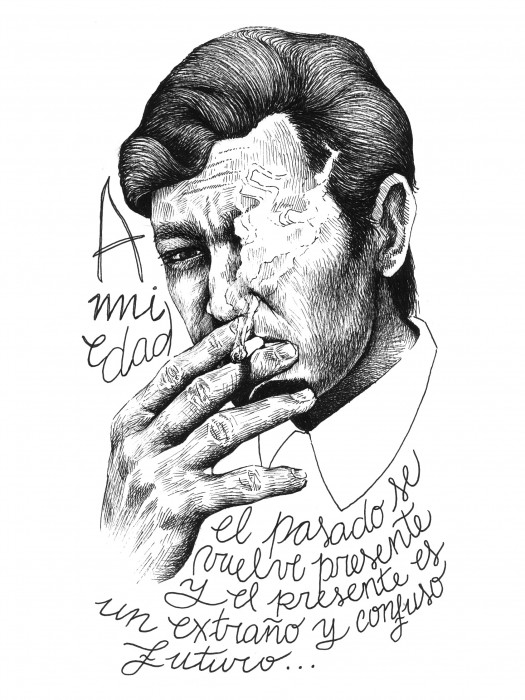 A
mi
edad
el pasado se
vuelve presente
y el presente es
un extraño y confuso
futuro...